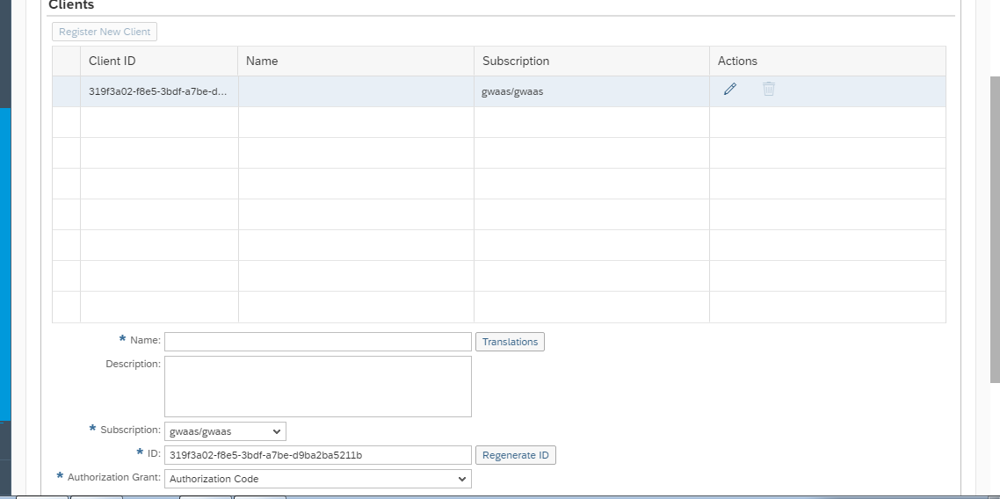 Clients
Register New Client
Client ID Name Subscription Actions
319f3a02-f8e5-3bdf-a7be-d... gwaas/gwaas
* Name: Translations
Description:
* Subscription: gwaas/gwaas
* ID: 319f3a02-f8e5-3bdf-a7be-d9ba2ba5211b Regenerate ID
* Authorization Grant: Authorization Code